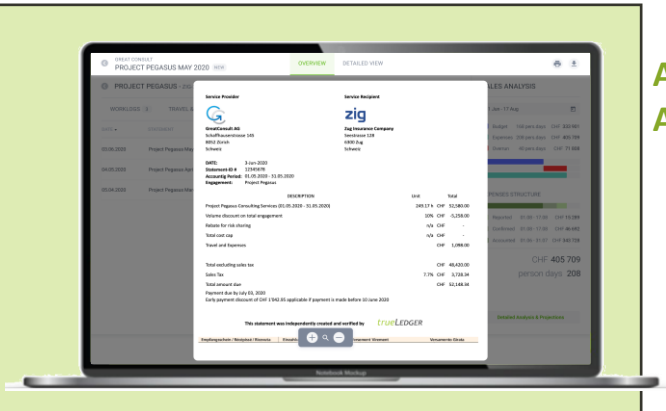 GREAT CONSULT
PROJECT PEGASUS MAY
2020 NEW
OVERVIEW
DETAILED VIEW
PROJECT PEGASUS
ALES ANALYSIS
WORKLOGS
TRAVEL &
Service Provider
Service Recipient
zig
GreatConsult AG
Schaffhauserstrasse 145
8052 Zürich
Schweiz
Zug Insurance Company
Seestrasse 129
6300 Zug
Schweiz
DATE: 3-Jun-2020
Statement-ID # 12345678
Accountig Period: 01.05.2020 - 31.05.2020
Engagement: Project Pegasus
DESCRIPTION Unit Total
Project Pegasus Consulting Services (01.05.2020 - 31.05.2020) 249.17 h CHF 52,580.00
Volume discount on total engagement 10% CHF -5,258.00
Rebate for risk sharing n/a CHF -
Total cost cap n/a CHF -
Travel and Expenses CHF 1,098.00
Total excluding sales tax CHF 48,420.00
Sales Tax 7.7% CHF 3,728.34
Total amount due CHF 52,148.34
Payment due by July 03, 2020
Early payment discount of CHF 1'042.95 applicable if payment is made before 10 June 2020
This statement was independently created and verified by trueLEDGER
CHF 405 709
person days 208
Detailed Analysis & Projections
Notebook Mockup
A
A